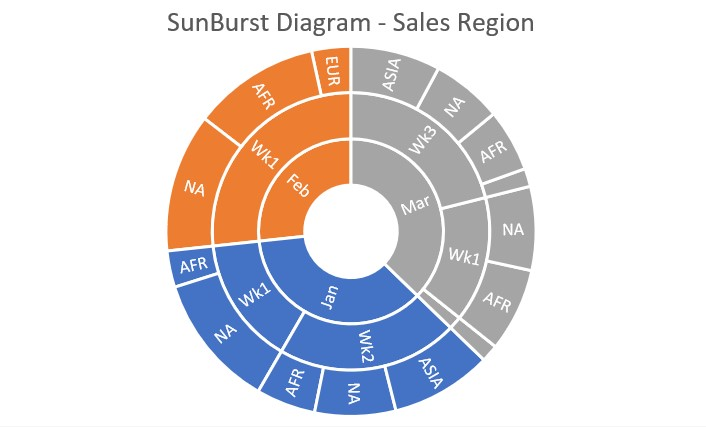 SunBurst Diagram - Sales Region
EUR
ASIA
AFR
NA
Wk3
Wk1
AFR
Feb
NA
Mar
NA
Wk1
AFR
AFR
Wk1
Jan
NA
Wk2
AFR
NA
ASIA